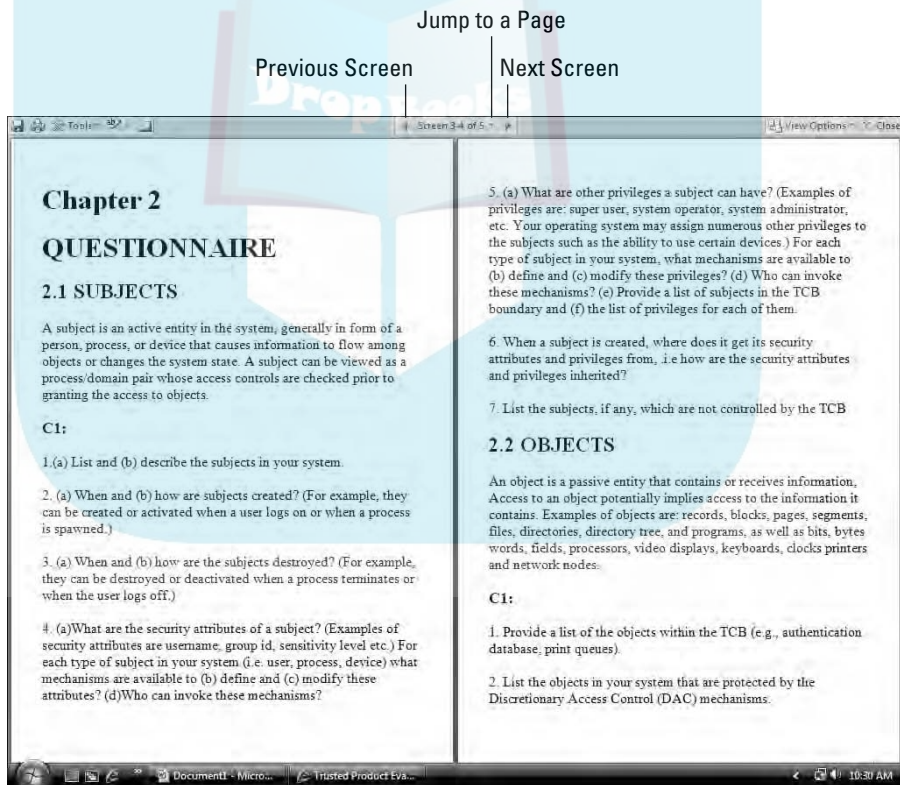 Jump to a Page
Previous Screen
Next Screen
DropBooks
Tools
Screen 3-4 of 5
View Options
Close
Chapter 2
QUESTIONNAIRE
2.1 SUBJECTS
A subject is an active entity in the system, generally in form of a
person, process, or device that causes information to flow among
objects or changes the system state. A subject can be viewed as a
process/domain pair whose access controls are checked prior to
granting the access to objects.
C1:
1.(a) List and (b) describe the subjects in your system.
2. (a) When and (b) how are subjects created? (For example, they
can be created or activated when a user logs on or when a process
is spawned.)
3. (a) When and (b) how are the subjects destroyed? (For example,
they can be destroyed or deactivated when a process terminates or
when the user logs off.)
4. (a)What are the security attributes of a subject? (Examples of
security attributes are username, group id, sensitivity level etc.) For
each type of subject in your system (i.e. user, process, device) what
mechanisms are available to (b) define and (c) modify these
attributes? (d)Who can invoke these mechanisms?
5. (a) What are other privileges a subject can have? (Examples of
privileges are: super user, system operator, system administrator,
etc. Your operating system may assign numerous other privileges to
the subjects such as the ability to use certain devices.) For each
type of subject in your system, what mechanisms are available to
(b) define and (c) modify these privileges? (d) Who can invoke
these mechanisms? (e) Provide a list of subjects in the TCB
boundary and (f) the list of privileges for each of them.
6. When a subject is created, where does it get its security
attributes and privileges from, .i.e how are the security attributes
and privileges inherited?
7. List the subjects, if any, which are not controlled by the TCB
2.2 OBJECTS
An object is a passive entity that contains or receives information,
Access to an object potentially implies access to the information it
contains. Examples of objects are: records, blocks, pages, segments,
files, directories, directory tree, and programs, as well as bits, bytes
words, fields, processors, video displays, keyboards, clocks printers
and network nodes.
C1:
1. Provide a list of the objects within the TCB (e.g., authentication
database, print queues).
2. List the objects in your system that are protected by the
Discretionary Access Control (DAC) mechanisms.
Document1 - Micro...
Trusted Product Eva...
10:30 AM